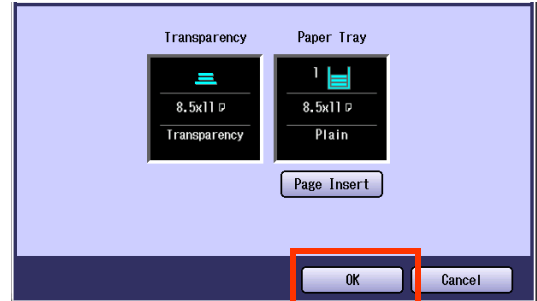 Transparency Paper Tray
1
8.5x11 8.5x11
Transparency Plain
Page Insert
OK Cancel